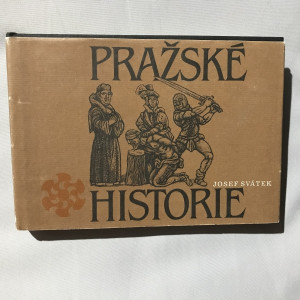 PRAŽSKÉ
JOSEF SVÁTEK
HISTORIE